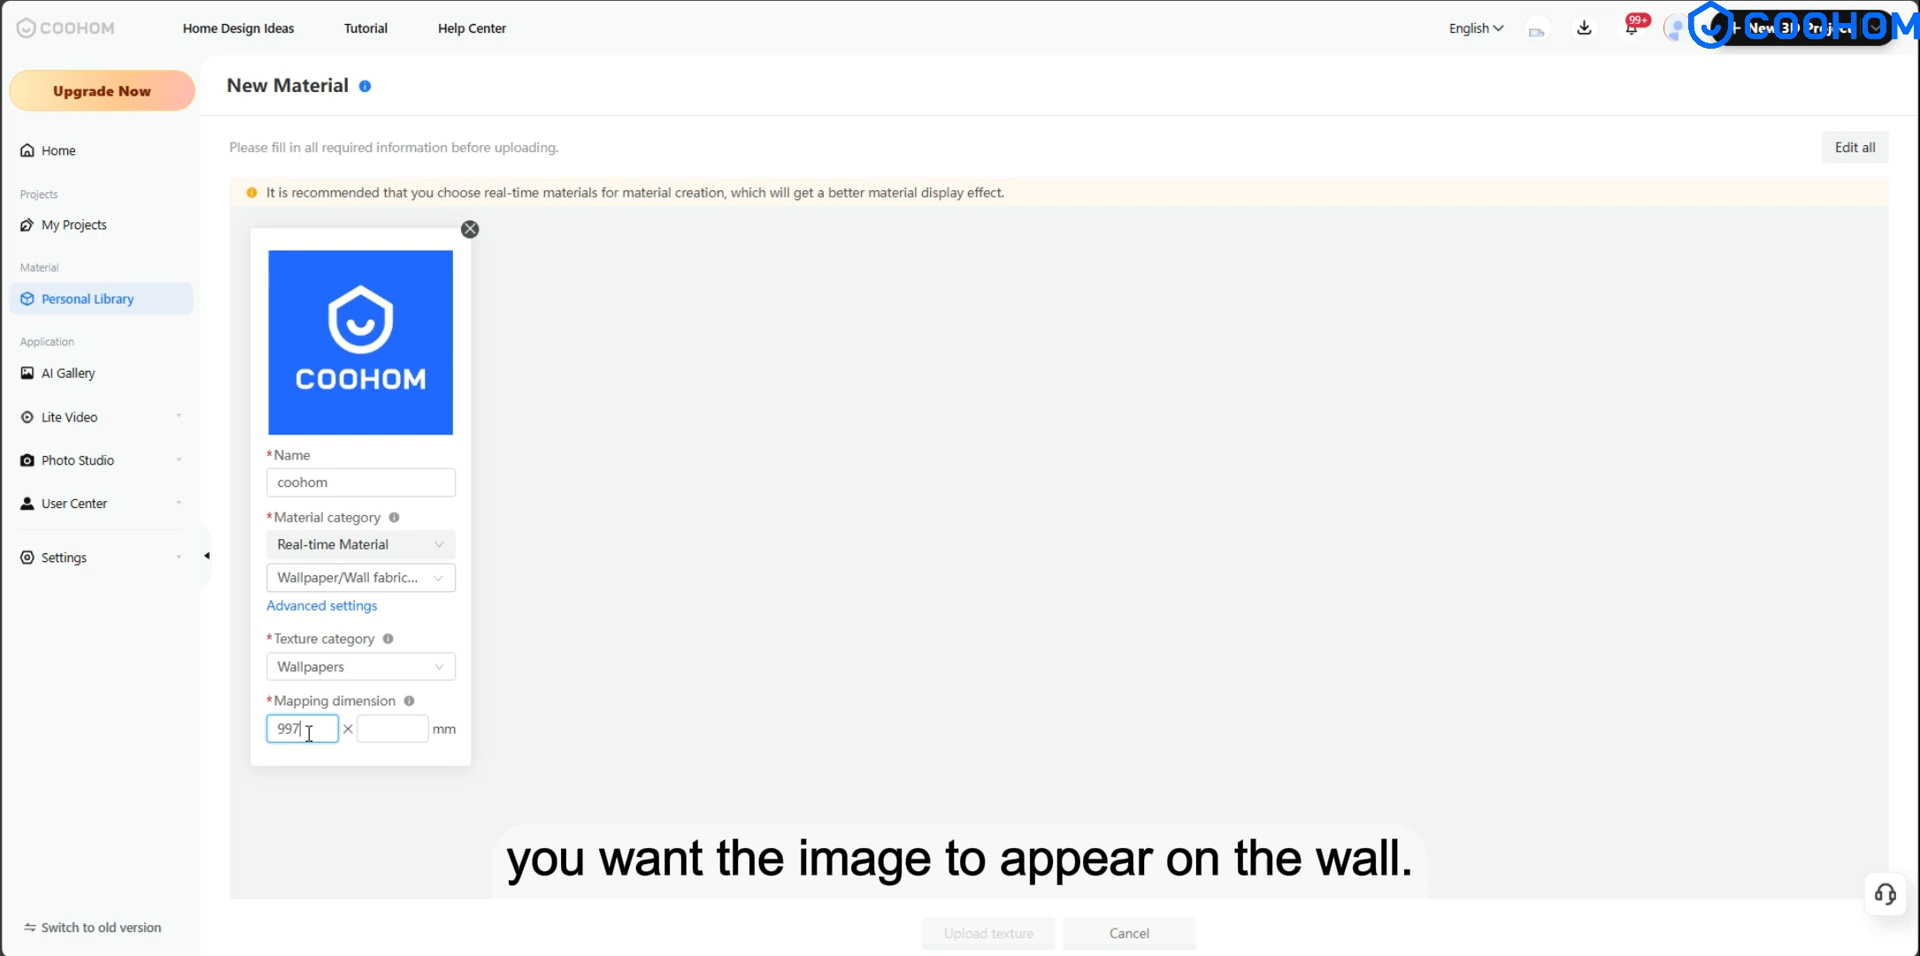 COOHOM
Home Design Ideas
Tutorial
Help Center
English
99+
COOHOM
Upgrade Now
New Material
Please fill in all required information before uploading.
Edit all
Home
It is recommended that you choose real-time materials for material creation, which will get a better material display effect.
Projects
My Projects
Material
Personal Library
Application
AI Gallery
Lite Video
Photo Studio
User Center
Settings
COOHOM
*Name
coohom
*Material category
Real-time Material
Wallpaper/Wall fabric...
Advanced settings
*Texture category
Wallpapers
*Mapping dimension
997 × mm
you want the image to appear on the wall.
Switch to old version
Upload texture
Cancel